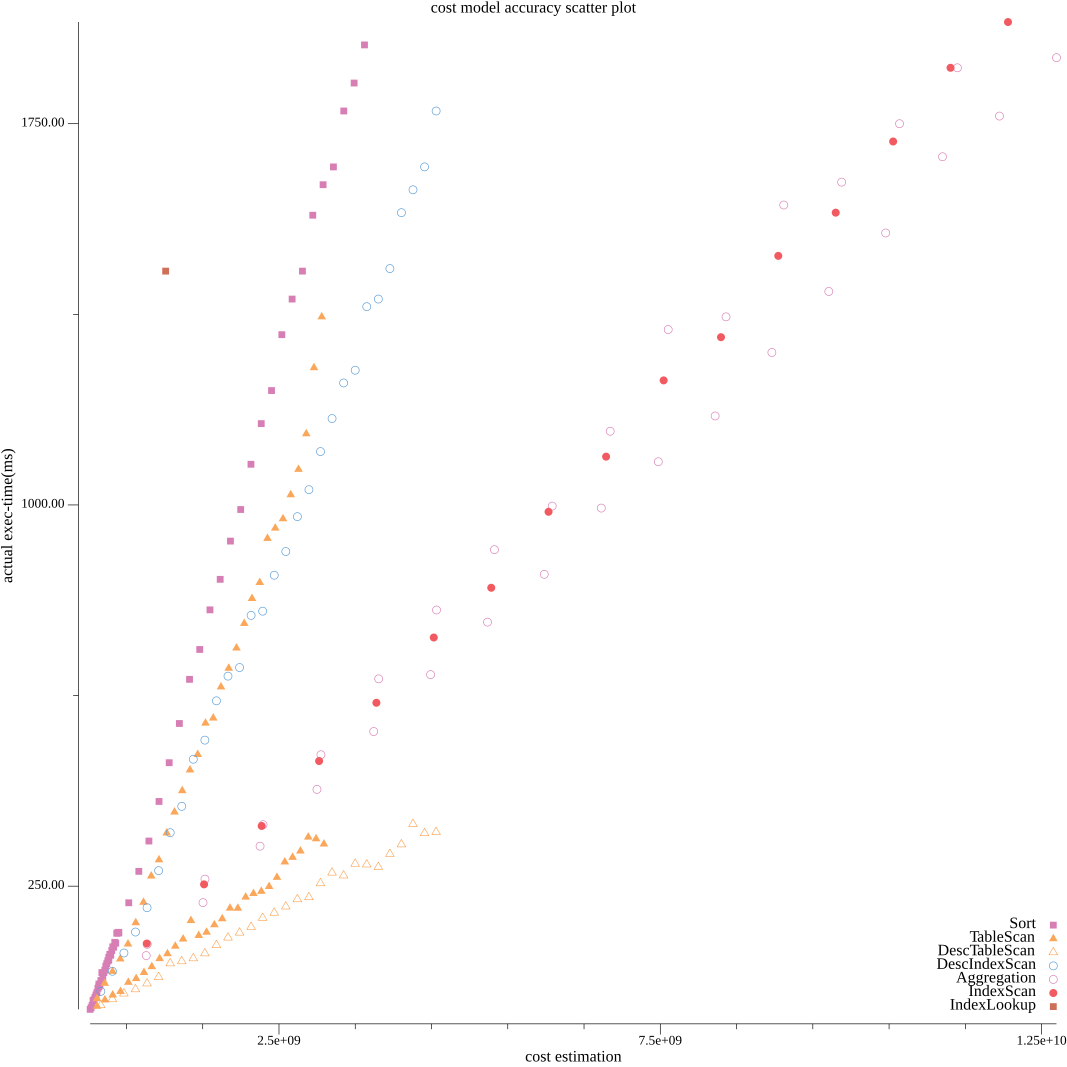 cost model accuracy scatter plot
1750.00
1000.00
actual exec-time(ms)
250.00
Sort
TableScan
DescTableScan
DescIndexScan
Aggregation
IndexScan
IndexLookup
2.5e+09 7.5e+09 1.25e+10
cost estimation